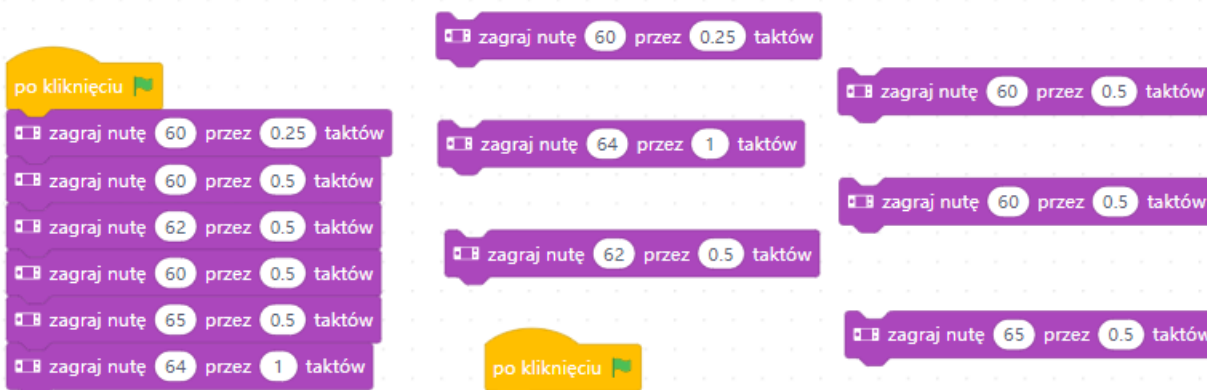 po kliknięciu
zagraj nutę 60 przez 0.25 taktów
zagraj nutę 60 przez 0.5 taktów
zagraj nutę 62 przez 0.5 taktów
zagraj nutę 60 przez 0.5 taktów
zagraj nutę 65 przez 0.5 taktów
zagraj nutę 64 przez 1 taktów
zagraj nutę 60 przez 0.25 taktów
zagraj nutę 64 przez 1 taktów
zagraj nutę 62 przez 0.5 taktów
po kliknięciu
zagraj nutę 60 przez 0.5 taktów
zagraj nutę 60 przez 0.5 taktów
zagraj nutę 65 przez 0.5 taktów